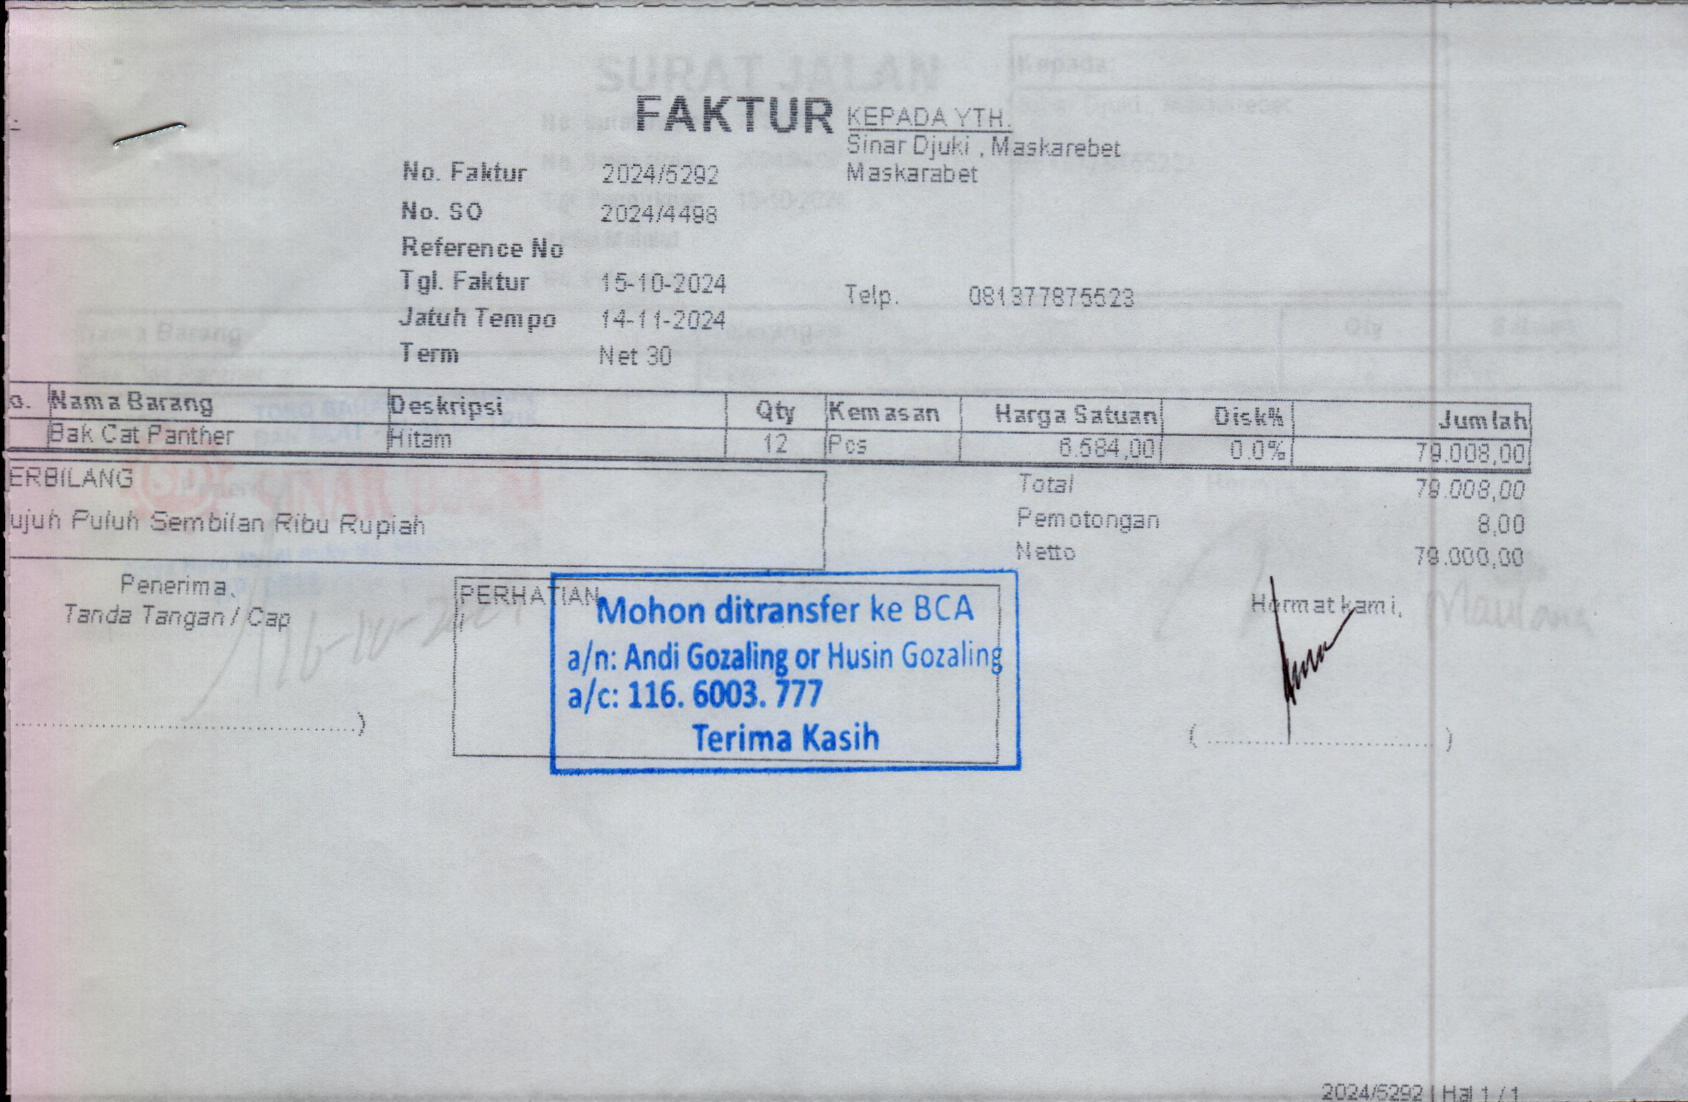 FAKTUR
KEPADA YTH.
Sinar Djuki , Maskarebet
Maskarabet
No. Faktur 2024/5292
No. SO 2024/4498
Reference No
Tgl. Faktur 15-10-2024
Telp. 081377875523
Jatuh Tempo 14-11-2024
Term Net 30
o. Nama Barang Deskripsi Qty Kemasan Harga Satuan Disk% Jumlah
Bak Cat Panther Hitam 12 Pcs 6.584,00 0.0% 79.008,00
ERBILANG
ujuh Puluh Sembilan Ribu Rupiah
Total 79.008,00
Pemotongan 8,00
Netto 79.000,00
Penerima,
Tanda Tangan / Cap
PERHATIAN
Mohon ditransfer ke BCA
a/n: Andi Gozaling or Husin Gozaling
a/c: 116. 6003. 777
Terima Kasih
Hormat kami,
2024/5292 | Hal 1 / 1